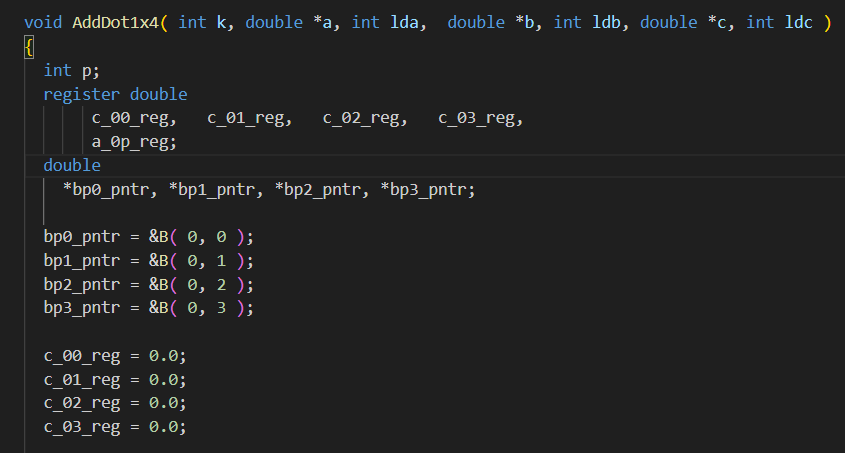 void AddDot1x4( int k, double *a, int lda,  double *b, int ldb, double *c, int ldc )
{
  int p;
  register double
       c_00_reg,   c_01_reg,   c_02_reg,   c_03_reg,
       a_0p_reg;
  double
    *bp0_pntr, *bp1_pntr, *bp2_pntr, *bp3_pntr;

  bp0_pntr = &B( 0, 0 );
  bp1_pntr = &B( 0, 1 );
  bp2_pntr = &B( 0, 2 );
  bp3_pntr = &B( 0, 3 );

  c_00_reg = 0.0;
  c_01_reg = 0.0;
  c_02_reg = 0.0;
  c_03_reg = 0.0;